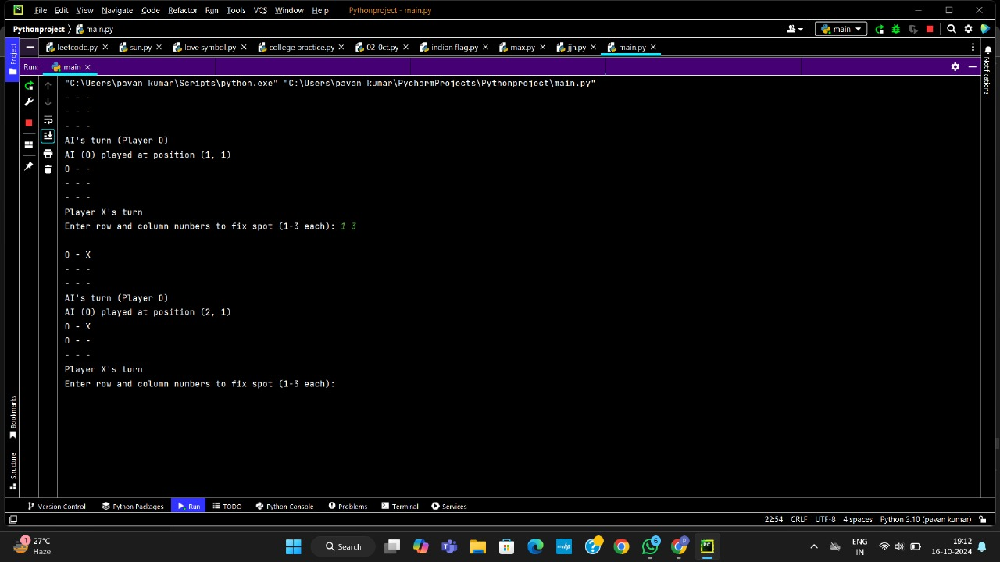 File Edit View Navigate Code Refactor Run Tools VCS Window Help Pythonproject - main.py
Pythonproject main.py main
Project leetcode.py sun.py love symbol.py college practice.py 02-Oct.py indian flag.py max.py jjh.py main.py
Run: main
Notifications
"C:\Users\pavan kumar\Scripts\python.exe" "C:\Users\pavan kumar\PycharmProjects\Pythonproject\main.py"
- - -
- - -
- - -
AI's turn (Player O)
AI (O) played at position (1, 1)
O - -
- - -
- - -
Player X's turn
Enter row and column numbers to fix spot (1-3 each): 1 3
O - X
- - -
- - -
AI's turn (Player O)
AI (O) played at position (2, 1)
O - X
O - -
- - -
Player X's turn
Enter row and column numbers to fix spot (1-3 each):
Bookmarks
Structure
Version Control Python Packages Run TODO Python Console Problems Terminal Services
22:54 CRLF UTF-8 4 spaces Python 3.10 (pavan kumar)
1 27°C Search myhp 6 P ENG 19:12
Haze IN 16-10-2024